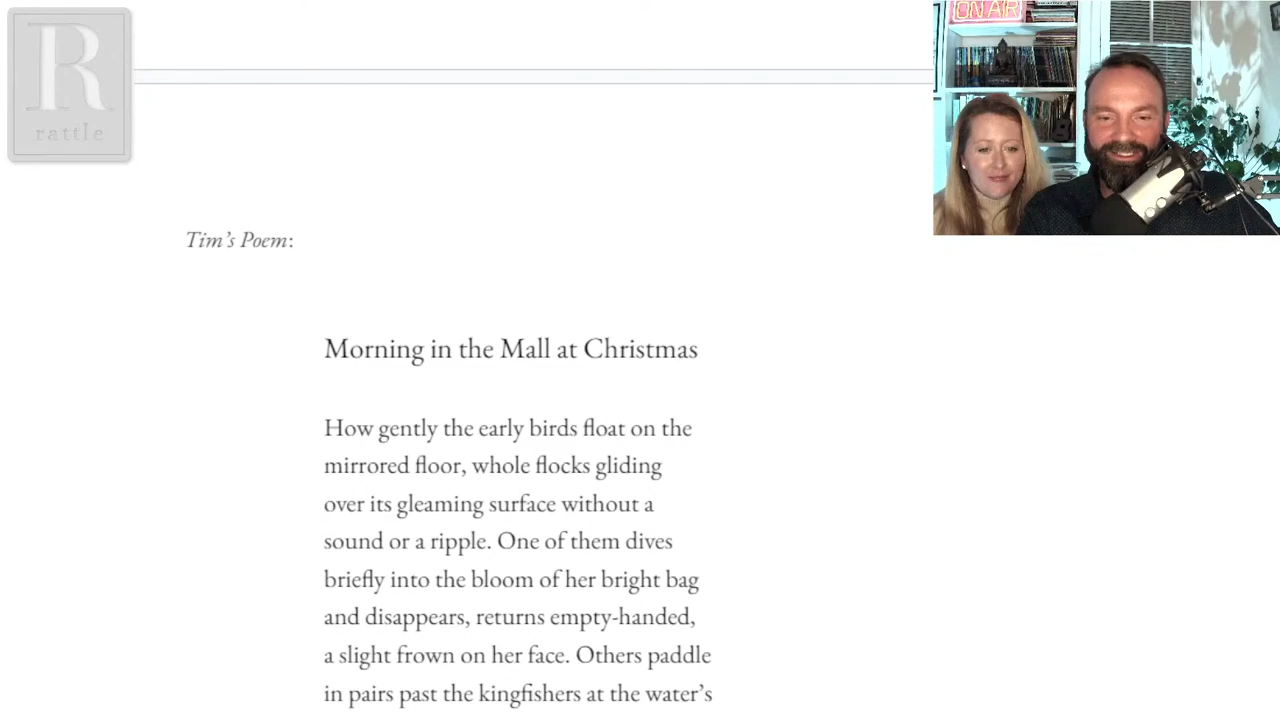 R
rattle
ON AIR
Tim’s Poem:
Morning in the Mall at Christmas
How gently the early birds float on the
mirrored floor, whole flocks gliding
over its gleaming surface without a
sound or a ripple. One of them dives
briefly into the bloom of her bright bag
and disappears, returns empty-handed,
a slight frown on her face. Others paddle
in pairs past the kingfishers at the water’s